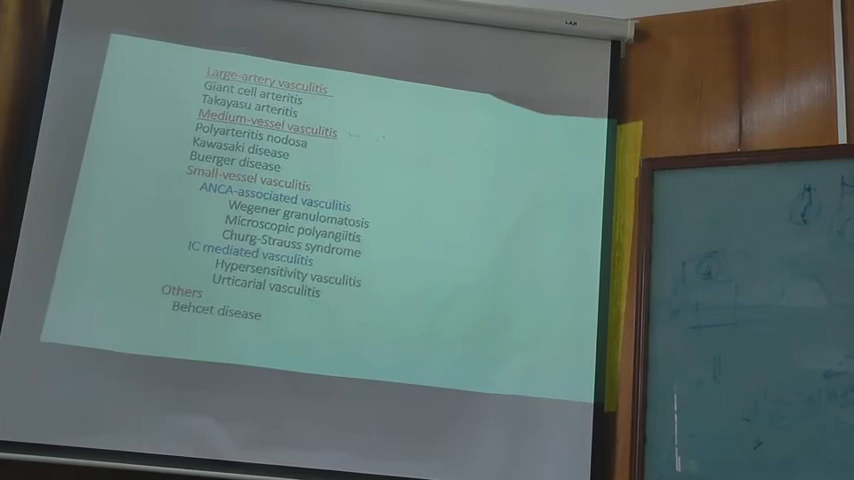 Large-artery vasculitis
Giant cell arteritis
Takayasu arteritis
Medium-vessel vasculitis
Polyarteritis nodosa
Kawasaki disease
Buerger disease
Small-vessel vasculitis
ANCA-associated vasculitis
Wegener granulomatosis
Microscopic polyangiitis
Churg-Strauss syndrome
IC mediated vasculitis
Hypersensitivity vasculitis
Urticarial vasculitis
Others
Behcet disease